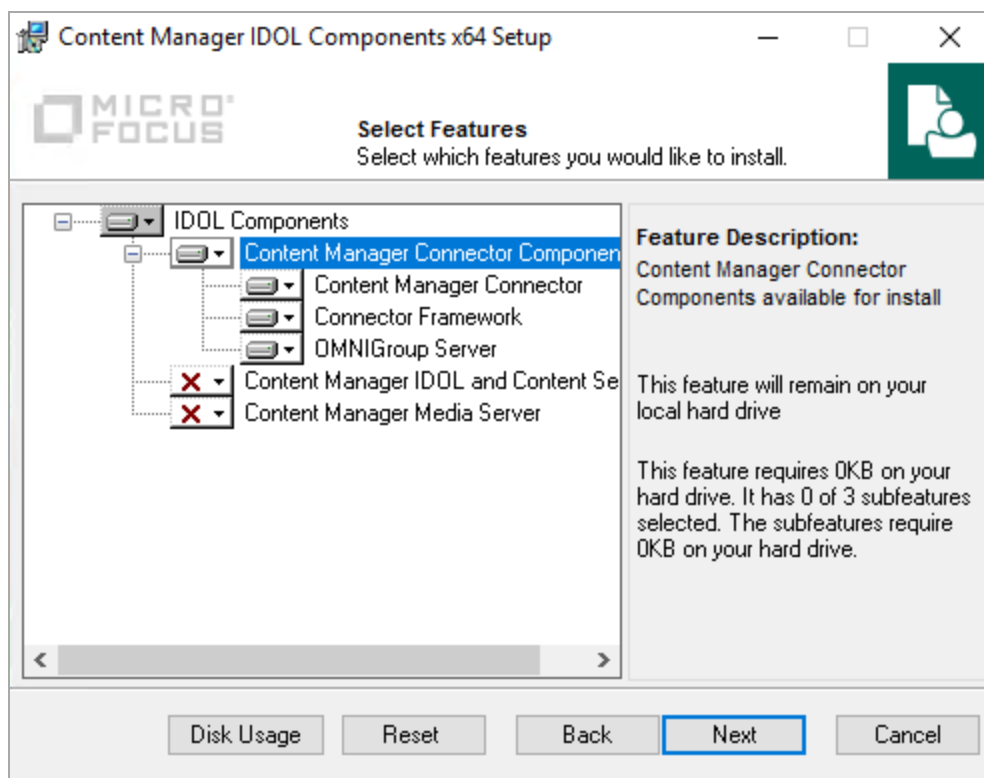 Content Manager IDOL Components x64 Setup
MICRO
FOCUS
Select Features
Select which features you would like to install.
IDOL Components
Content Manager Connector Componen
Content Manager Connector
Connector Framework
OMNIGroup Server
Content Manager IDOL and Content Se
Content Manager Media Server
Feature Description:
Content Manager Connector
Components available for install
This feature will remain on your
local hard drive
This feature requires 0KB on your
hard drive. It has 0 of 3 subfeatures
selected. The subfeatures require
0KB on your hard drive.
Disk Usage
Reset
Back
Next
Cancel